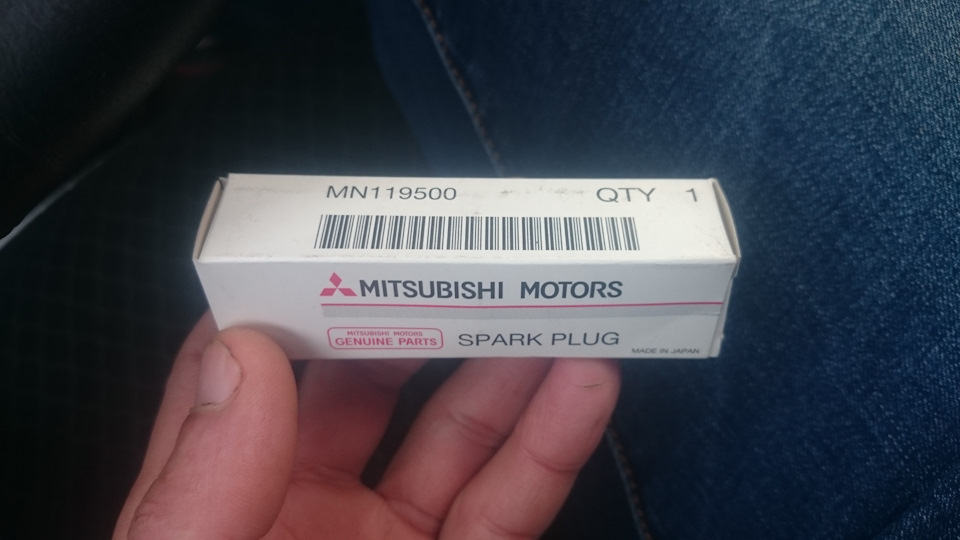 MN119500 QTY 1
MITSUBISHI MOTORS
MITSUBISHI MOTORS
GENUINE PARTS
SPARK PLUG
MADE IN JAPAN